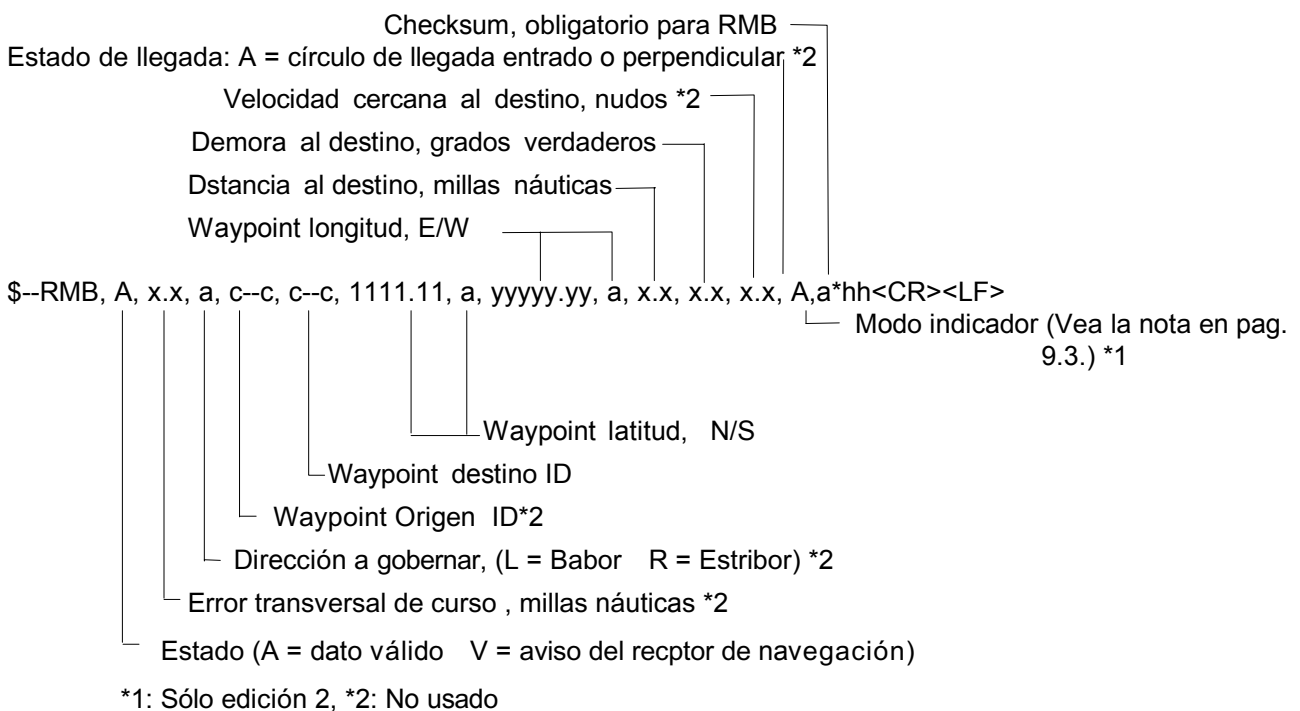 Checksum, obligatorio para RMB
Estado de llegada: A = círculo de llegada entrado o perpendicular *2
Velocidad cercana al destino, nudos *2
Demora al destino, grados verdaderos
Dstancia al destino, millas náuticas
Waypoint longitud, E/W
$--RMB, A, x.x, a, c--c, c--c, 1111.11, a, yyyyy.yy, a, x.x, x.x, x.x, A,a*hh<CR><LF>
Modo indicador (Vea la nota en pag.
9.3.) *1
Waypoint latitud, N/S
Waypoint destino ID
Waypoint Origen ID*2
Dirección a gobernar, (L = Babor R = Estribor) *2
Error transversal de curso , millas náuticas *2
Estado (A = dato válido V = aviso del recptor de navegación)
*1: Sólo edición 2, *2: No usado